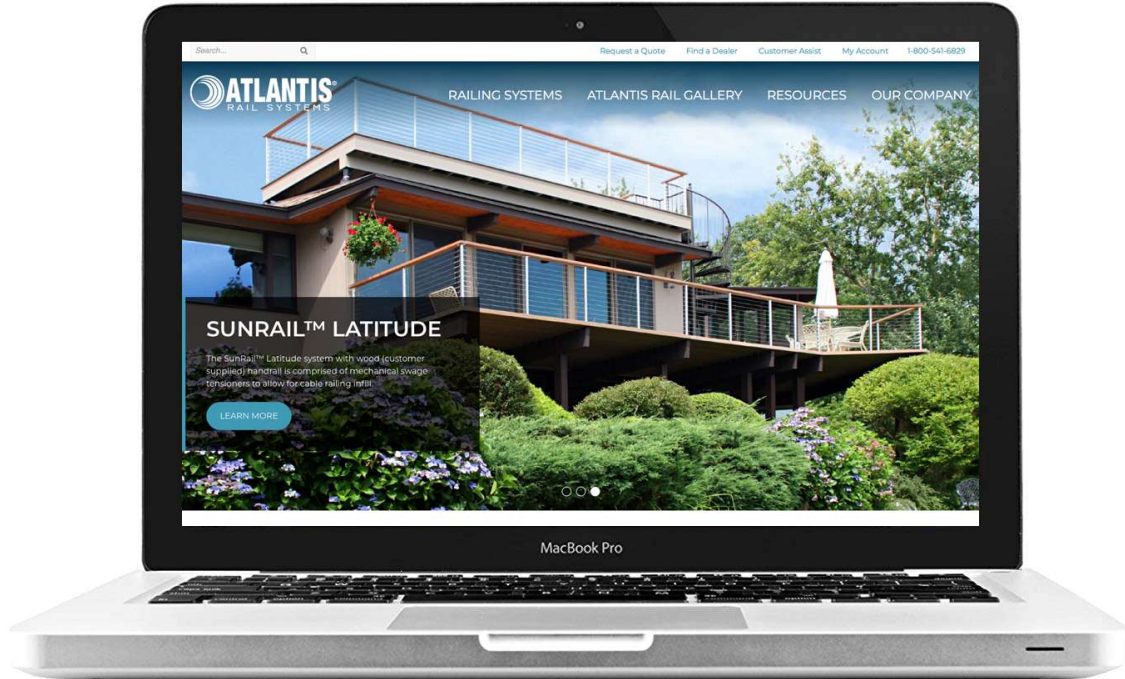 Search...
Request a Quote Find a Dealer Customer Assist My Account 1-800-541-6829
ATLANTIS®
RAIL SYSTEMS
RAILING SYSTEMS ATLANTIS RAIL GALLERY RESOURCES OUR COMPANY
SUNRAIL™ LATITUDE
The SunRail™ Latitude system with wood (customer
supplied) handrail is comprised of mechanical swage
tensioners to allow for cable railing infill.
LEARN MORE
MacBook Pro